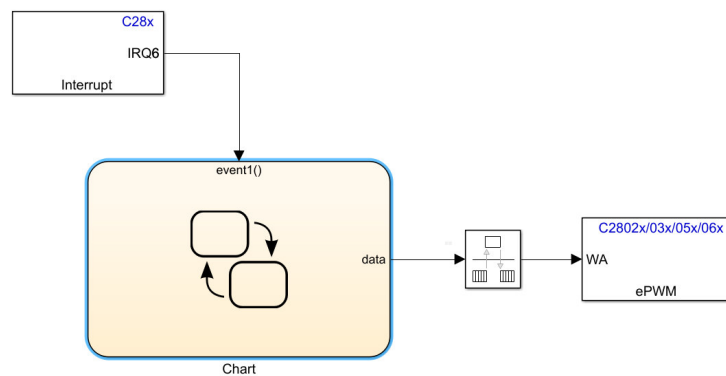 C28x
IRQ6
Interrupt
event1()
data
Chart
C2802x/03x/05x/06x
WA
ePWM